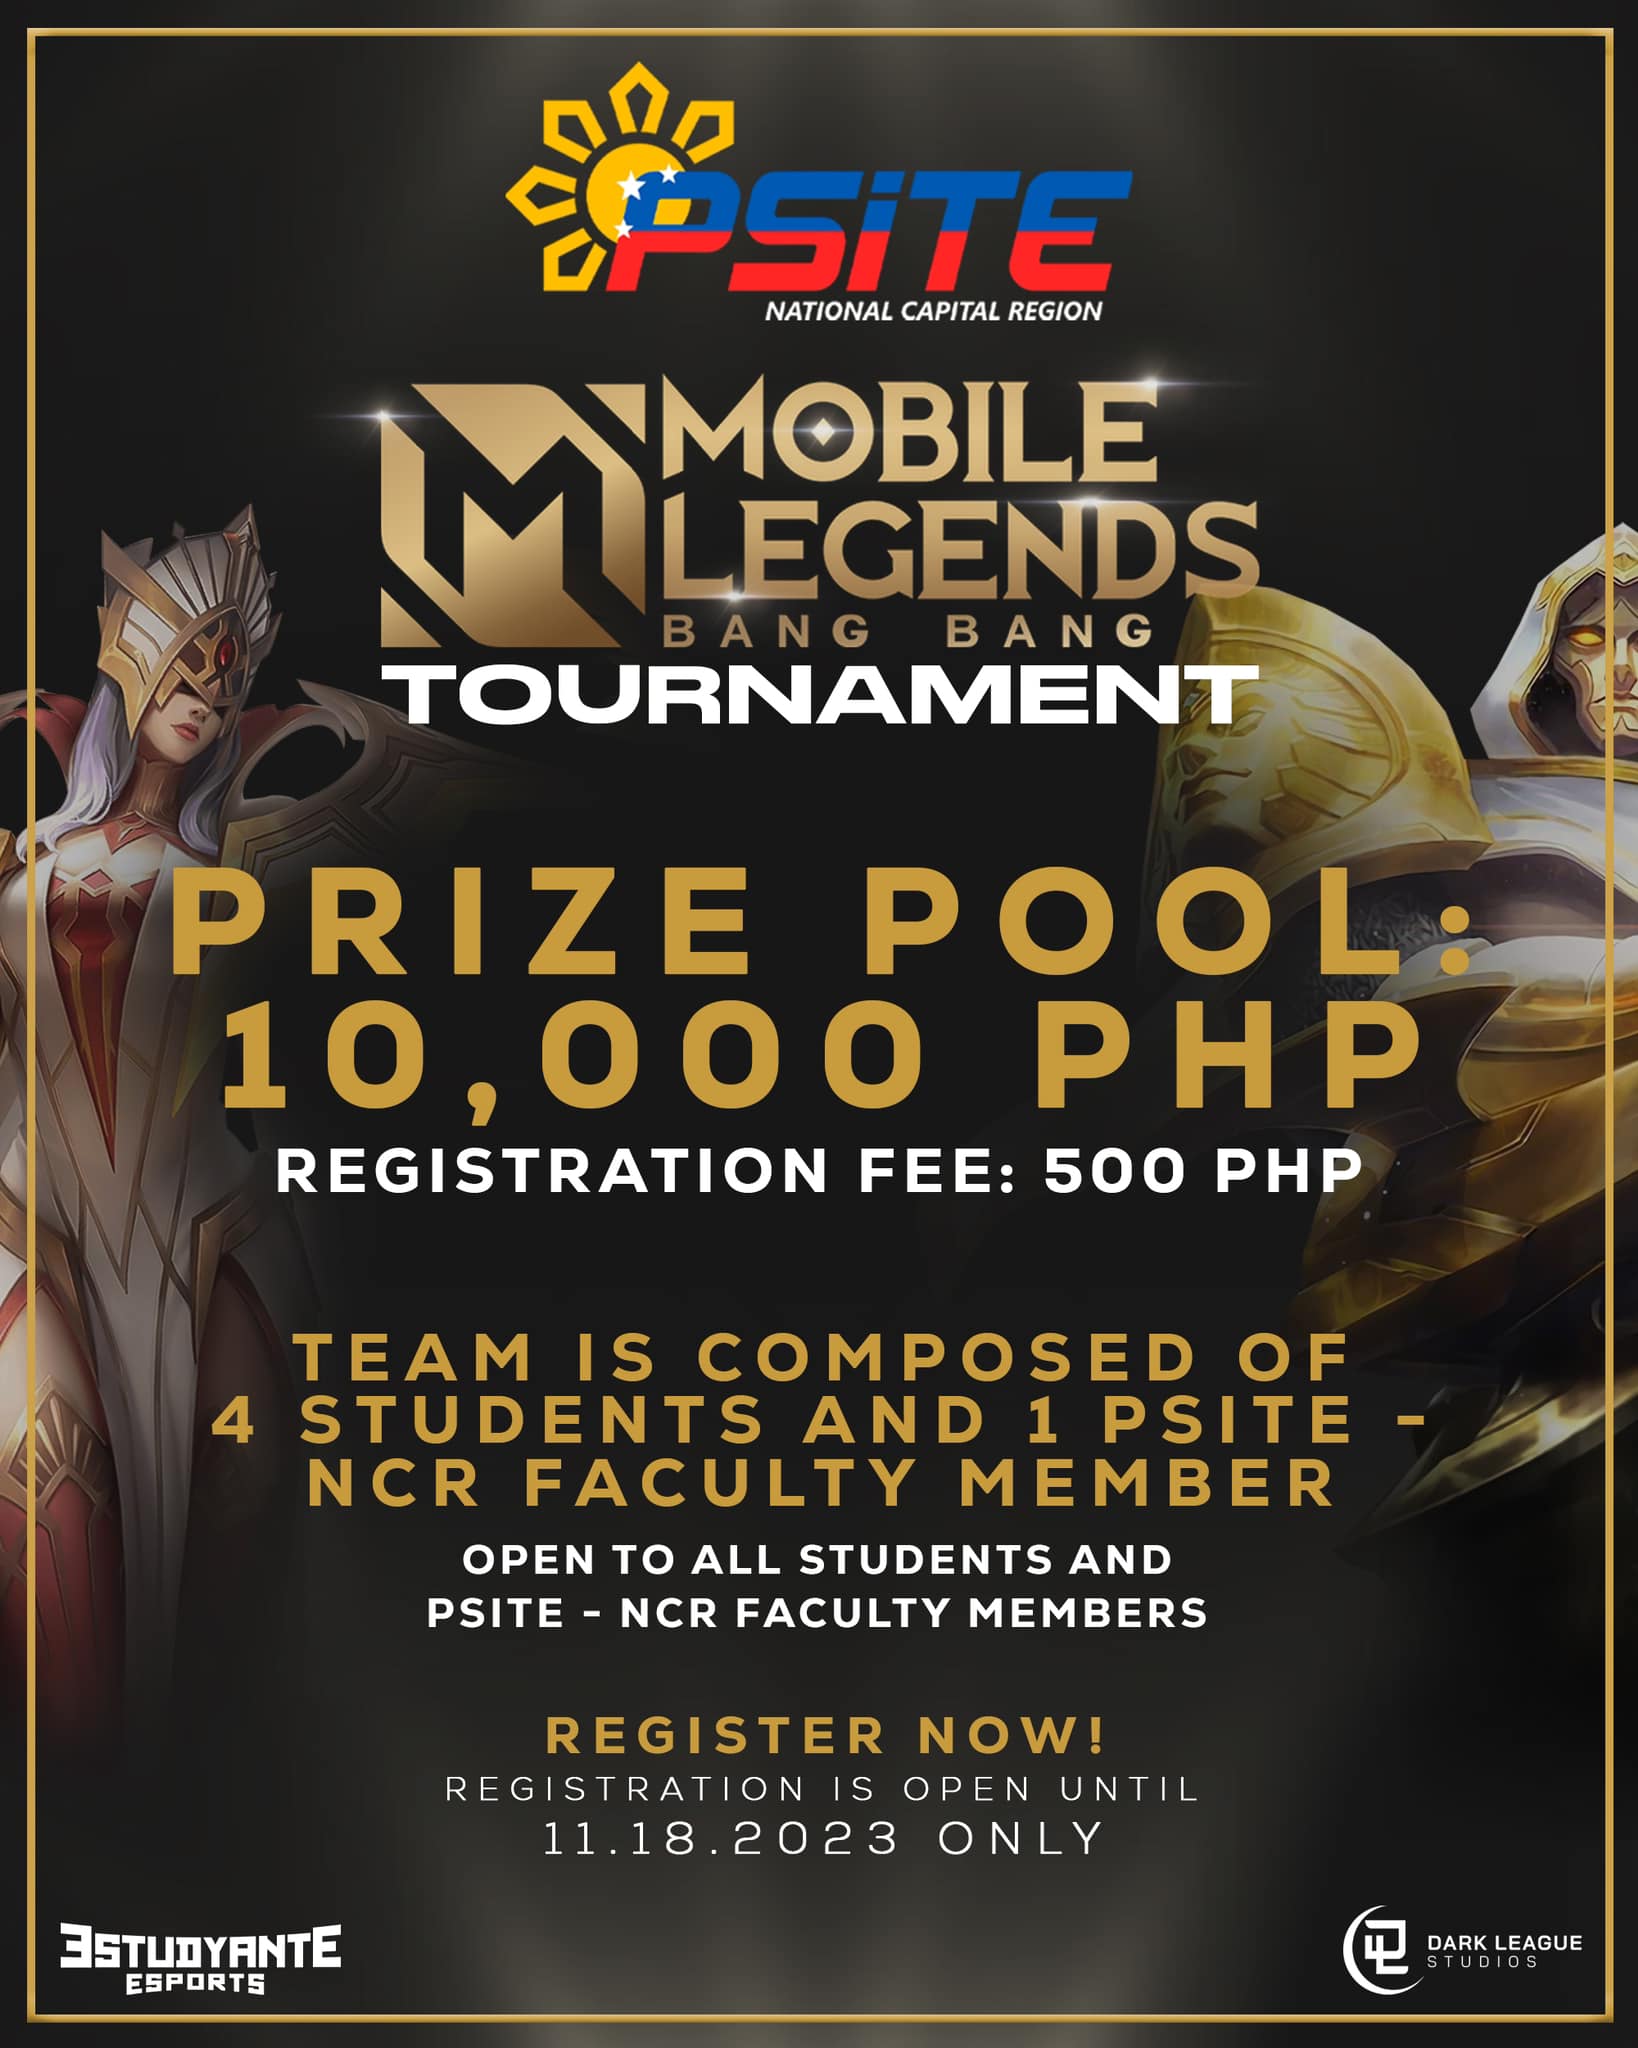 PSiTE
NATIONAL CAPITAL REGION
MOBILE
LEGENDS
BANG BANG
TOURNAMENT
PRIZE POOL:
10,000 PHP
REGISTRATION FEE: 500 PHP
TEAM IS COMPOSED OF
4 STUDENTS AND 1 PSITE -
NCR FACULTY MEMBER
OPEN TO ALL STUDENTS AND
PSITE - NCR FACULTY MEMBERS
REGISTER NOW!
REGISTRATION IS OPEN UNTIL
11.18.2023 ONLY
3STUDYANTE
ESPORTS
DARK LEAGUE
STUDIOS